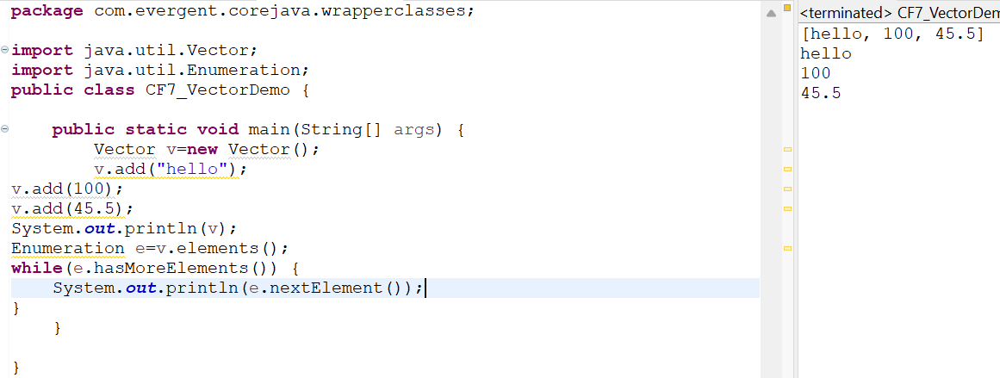 package com.evergent.corejava.wrapperclasses;
import java.util.Vector;
import java.util.Enumeration;
public class CF7_VectorDemo {
public static void main(String[] args) {
Vector v=new Vector();
v.add("hello");
v.add(100);
v.add(45.5);
System.out.println(v);
Enumeration e=v.elements();
while(e.hasMoreElements()) {
System.out.println(e.nextElement());
}
}
}
<terminated> CF7_VectorDem
[hello, 100, 45.5]
hello
100
45.5